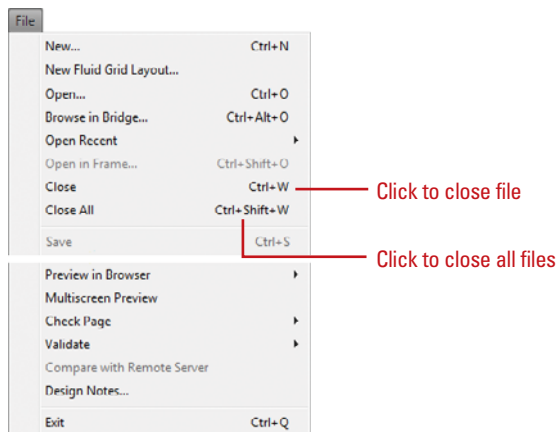 File
New... Ctrl+N
New Fluid Grid Layout...
Open... Ctrl+O
Browse in Bridge... Ctrl+Alt+O
Open Recent
Open in Frame... Ctrl+Shift+O
Close Ctrl+W
Click to close file
Close All Ctrl+Shift+W
Save Ctrl+S
Click to close all files
Preview in Browser
Multiscreen Preview
Check Page
Validate
Compare with Remote Server
Design Notes...
Exit Ctrl+Q